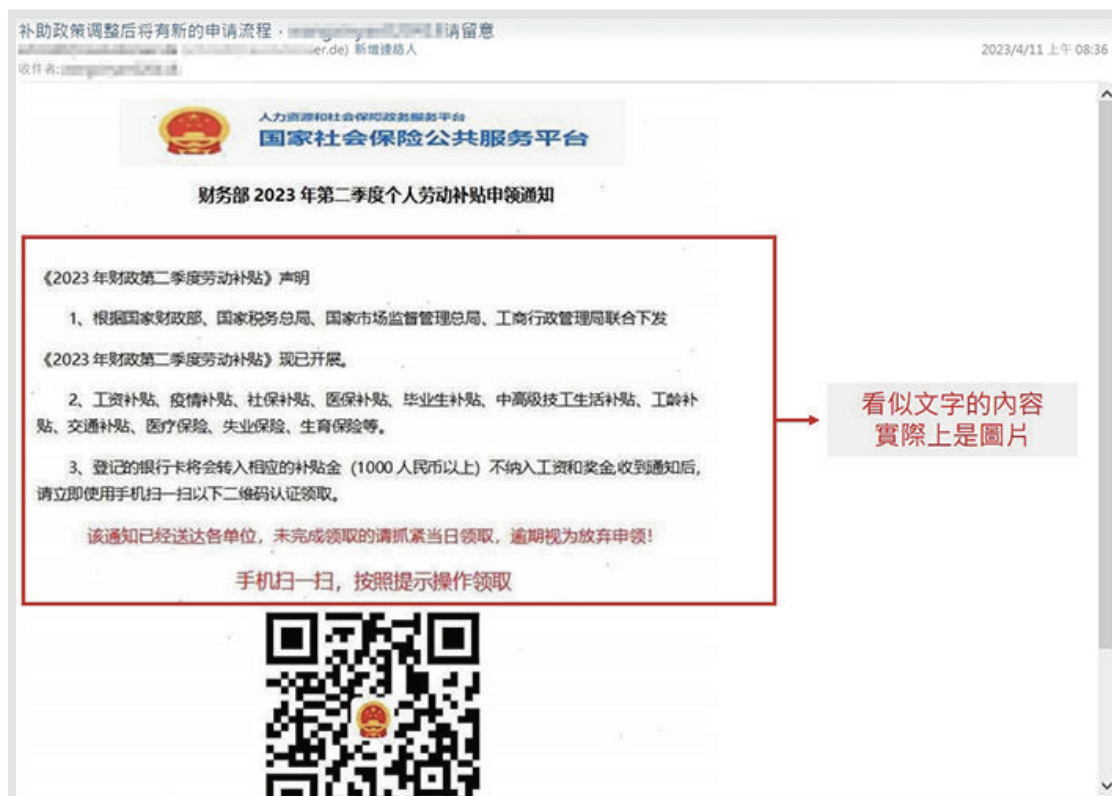 补助政策调整后将有新的申请流程·请留意
er.de) 新增連絡人
2023/4/11 上午 08:36
收件者:
人力资源和社会保障政务服务平台
国家社会保险公共服务平台
财务部 2023 年第二季度个人劳动补贴申领通知
《2023 年财政第二季度劳动补贴》声明
1、根据国家财政部、国家税务总局、国家市场监督管理总局、工商行政管理局联合下发
《2023 年财政第二季度劳动补贴》现已开展。
2、工资补贴、疫情补贴、社保补贴、医保补贴、毕业生补贴、中高级技工生活补贴、工龄补
贴、交通补贴、医疗保险、失业保险、生育保险等。
3、登记的银行卡将会转入相应的补贴金（1000 人民币以上）不纳入工资和奖金,收到通知后,
请立即使用手机扫一扫以下二维码认证领取。
该通知已经送达各单位，未完成领取的请抓紧当日领取，逾期视为放弃申领！
手机扫一扫，按照提示操作领取
看似文字的內容
實際上是圖片